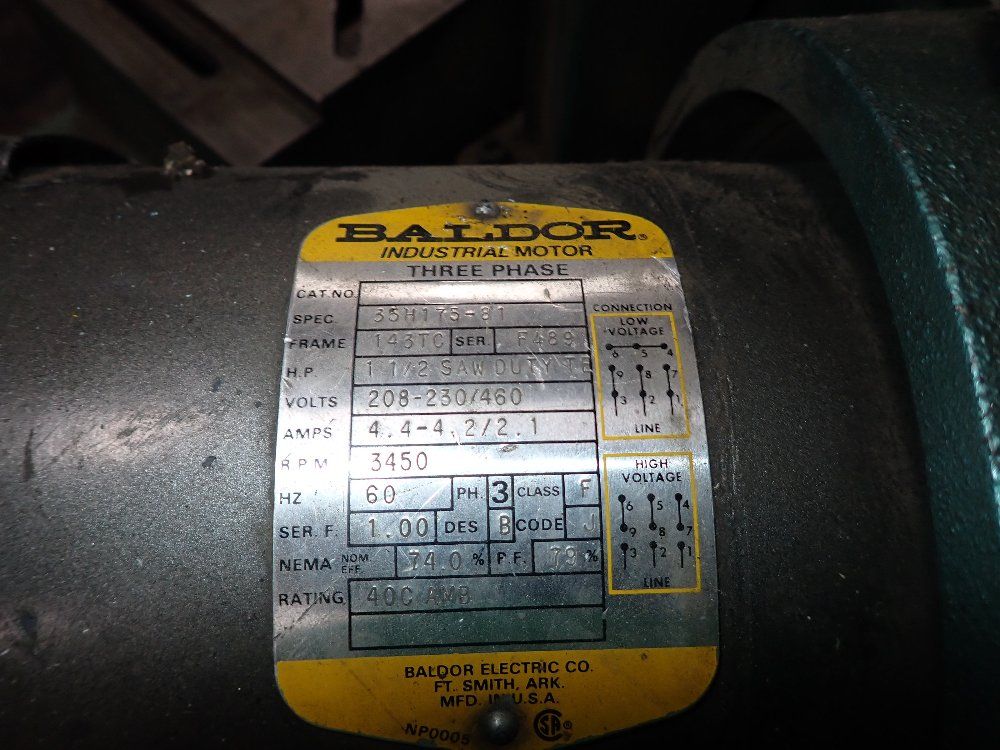 BALDOR®
INDUSTRIAL MOTOR
THREE PHASE
CAT NO.
SPEC. 35H175-81
FRAME 143TC SER. F489
H.P. 1 1/2 SAW DUTY TE
VOLTS 208-230/460
AMPS 4.4-4.2/2.1
R.P.M. 3450
HZ 60 PH. 3 CLASS F
SER. F. 1.00 DES B CODE J
NEMA NOM EFF. 74.0 % P.F. 79 %
RATING 40C AMB
CONNECTION
LOW
VOLTAGE
6 5 4
9 8 7
3 2 1
LINE
HIGH
VOLTAGE
6 5 4
9 8 7
3 2 1
LINE
BALDOR ELECTRIC CO.
FT. SMITH, ARK.
MFD. IN U.S.A.
NP0005 SA®